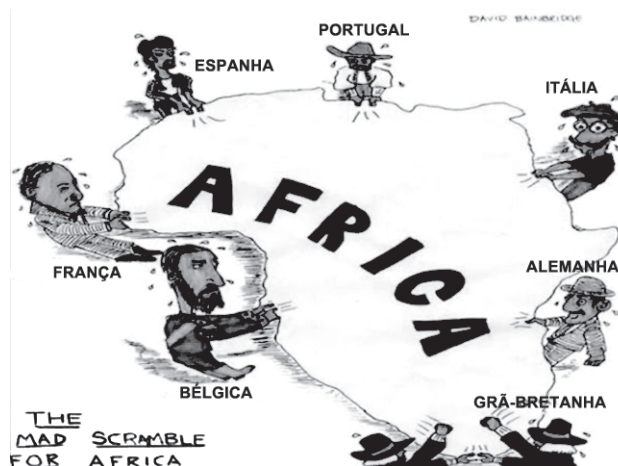 DAVID BAINBRIDGE
PORTUGAL
ESPANHA
ITÁLIA
AFRICA
FRANÇA
ALEMANHA
BÉLGICA
GRÃ-BRETANHA
THE
MAD SCRAMBLE
FOR AFRICA